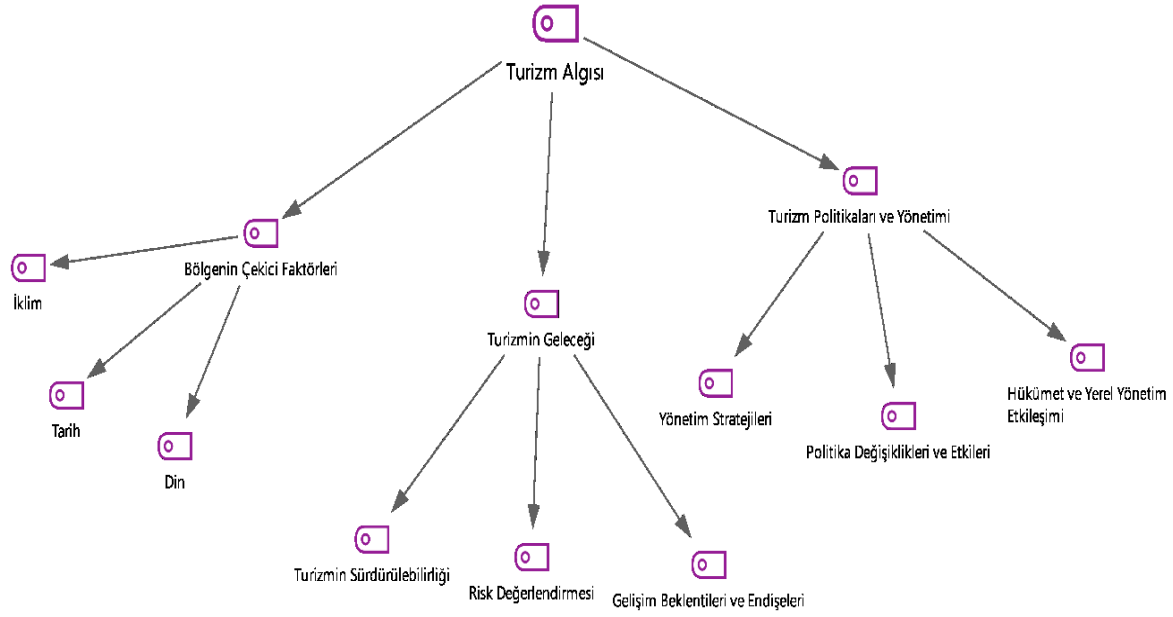 Turizm Algısı
Turizm Politikaları ve Yönetimi
Bölgenin Çekici Faktörleri
İklim
Turizmin Geleceği
Tarih
Din
Yönetim Stratejileri
Politika Değişiklikleri ve Etkileri
Hükümet ve Yerel Yönetim
Etkileşimi
Turizmin Sürdürülebilirliği
Risk Değerlendirmesi
Gelişim Beklentileri ve Endişeleri